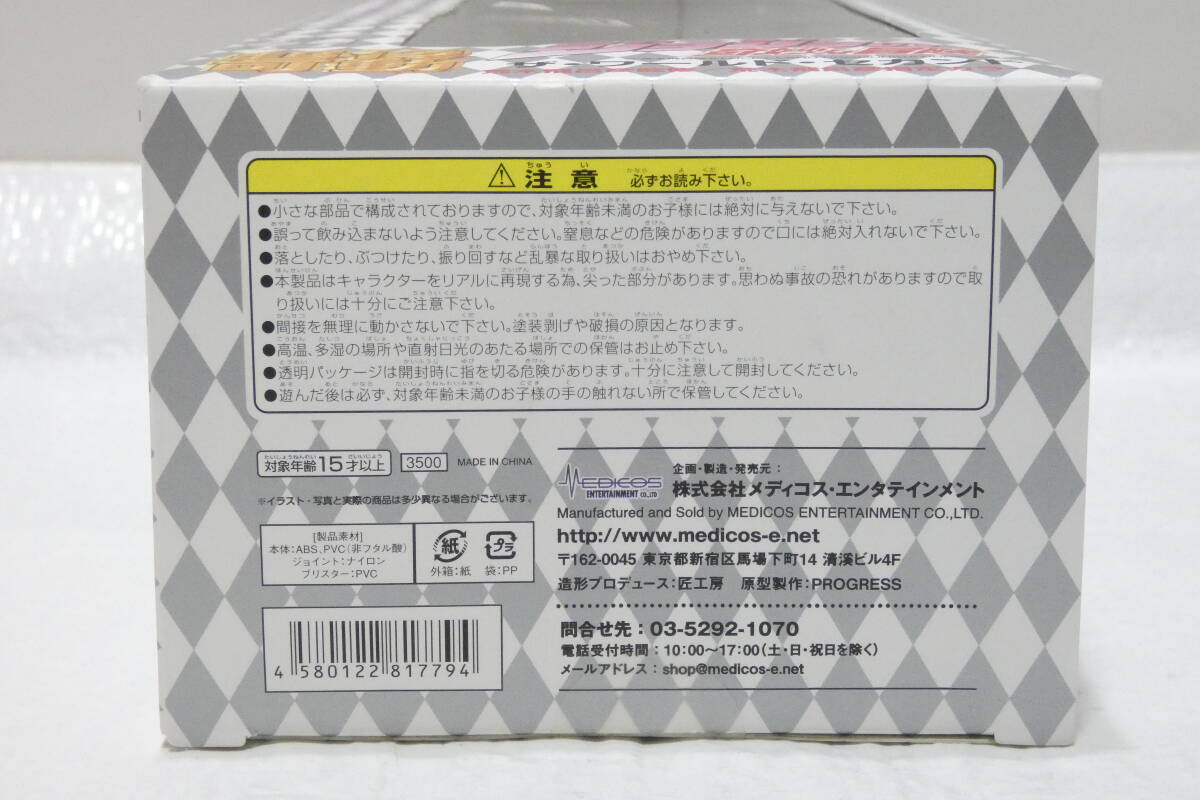 ザ・ワールド・セカンド
⚠ 注意 必ずお読み下さい。
●小さな部品で構成されておりますので、対象年齢未満のお子様には絶対に与えないで下さい。
●誤って飲み込まないよう注意してください。窒息などの危険がありますので口には絶対入れないで下さい。
●落としたり、ぶつけたり、振り回すなど乱暴な取り扱いはおやめ下さい。
●本製品はキャラクターをリアルに再現する為、尖った部分があります。思わぬ事故の恐れがありますので取
り扱いには十分にご注意下さい。
●間接を無理に動かさないで下さい。塗装剥げや破損の原因となります。
●高温、多湿の場所や直射日光のあたる場所での保管はお止め下さい。
●透明パッケージは開封時に指を切る危険があります。十分に注意して開封してください。
●遊んだ後は必ず、対象年齢未満のお子様の手の触れない所で保管してください。
対象年齢15才以上 3500 MADE IN CHINA
※イラスト・写真と実際の商品は多少異なる場合がございます。
[製品素材]
本体:ABS、PVC(非フタル酸)
ジョイント:ナイロン
ブリスター:PVC
紙 プラ
外箱:紙 袋:PP
4 580122 817794
MEDICOS
ENTERTAINMENT CO.,LTD
企画・製造・発売元:
株式会社メディコス・エンタテインメント
Manufactured and Sold by MEDICOS ENTERTAINMENT CO.,LTD.
http://www.medicos-e.net
〒162-0045 東京都新宿区馬場下町14 清溪ビル4F
造形プロデュース:匠工房 原型製作:PROGRESS
問合せ先:03-5292-1070
電話受付時間:10:00〜17:00(土・日・祝日を除く)
メールアドレス:shop@medicos-e.net